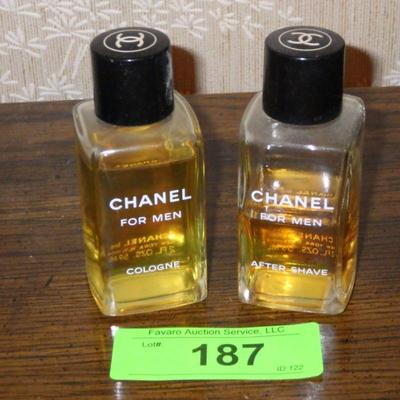 CHANEL
FOR MEN
COLOGNE
CHANEL
FOR MEN
AFTER SHAVE
Favaro Auction Service, LLC
Lot#:
187
ID:122